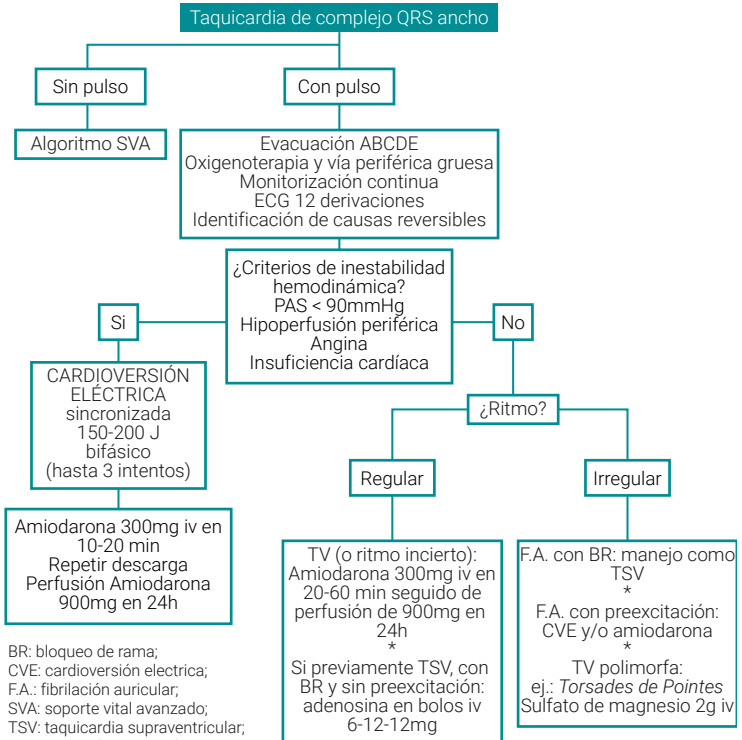 Taquicardia de complejo QRS ancho
Sin pulso
Con pulso
Algoritmo SVA
Evacuación ABCDE
Oxigenoterapia y vía periférica gruesa
Monitorización continua
ECG 12 derivaciones
Identificación de causas reversibles
¿Criterios de inestabilidad
hemodinámica?
PAS < 90mmHg
Hipoperfusión periférica
Angina
Insuficiencia cardíaca
Si
No
CARDIOVERSIÓN
ELÉCTRICA
sincronizada
150-200 J
bifásico
(hasta 3 intentos)
¿Ritmo?
Regular
Irregular
Amiodarona 300mg iv en
10-20 min
Repetir descarga
Perfusión Amiodarona
900mg en 24h
TV (o ritmo incierto):
Amiodarona 300mg iv en
20-60 min seguido de
perfusión de 900mg en
24h
*
Si previamente TSV, con
BR y sin preexcitación:
adenosina en bolos iv
6-12-12mg
F.A. con BR: manejo como
TSV
*
F.A. con preexcitación:
CVE y/o amiodarona
*
TV polimorfa:
ej.: Torsades de Pointes
Sulfato de magnesio 2g iv
BR: bloqueo de rama;
CVE: cardioversión electrica;
F.A.: fibrilación auricular;
SVA: soporte vital avanzado;
TSV: taquicardia supraventricular;